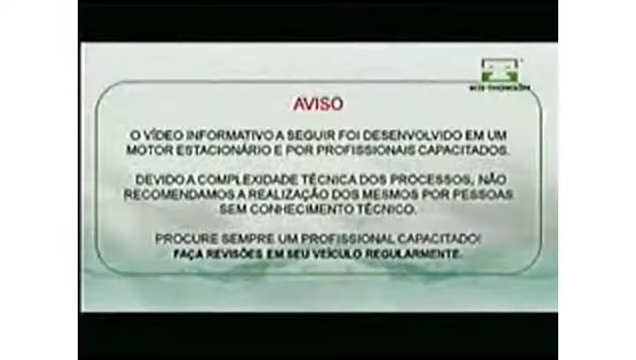 MTE-THOMSON
AVISO
O VÍDEO INFORMATIVO A SEGUIR FOI DESENVOLVIDO EM UM
MOTOR ESTACIONÁRIO E POR PROFISSIONAIS CAPACITADOS.
DEVIDO A COMPLEXIDADE TÉCNICA DOS PROCESSOS, NÃO
RECOMENDAMOS A REALIZAÇÃO DOS MESMOS POR PESSOAS
SEM CONHECIMENTO TÉCNICO.
PROCURE SEMPRE UM PROFISSIONAL CAPACITADO!
FAÇA REVISÕES EM SEU VEÍCULO REGULARMENTE.